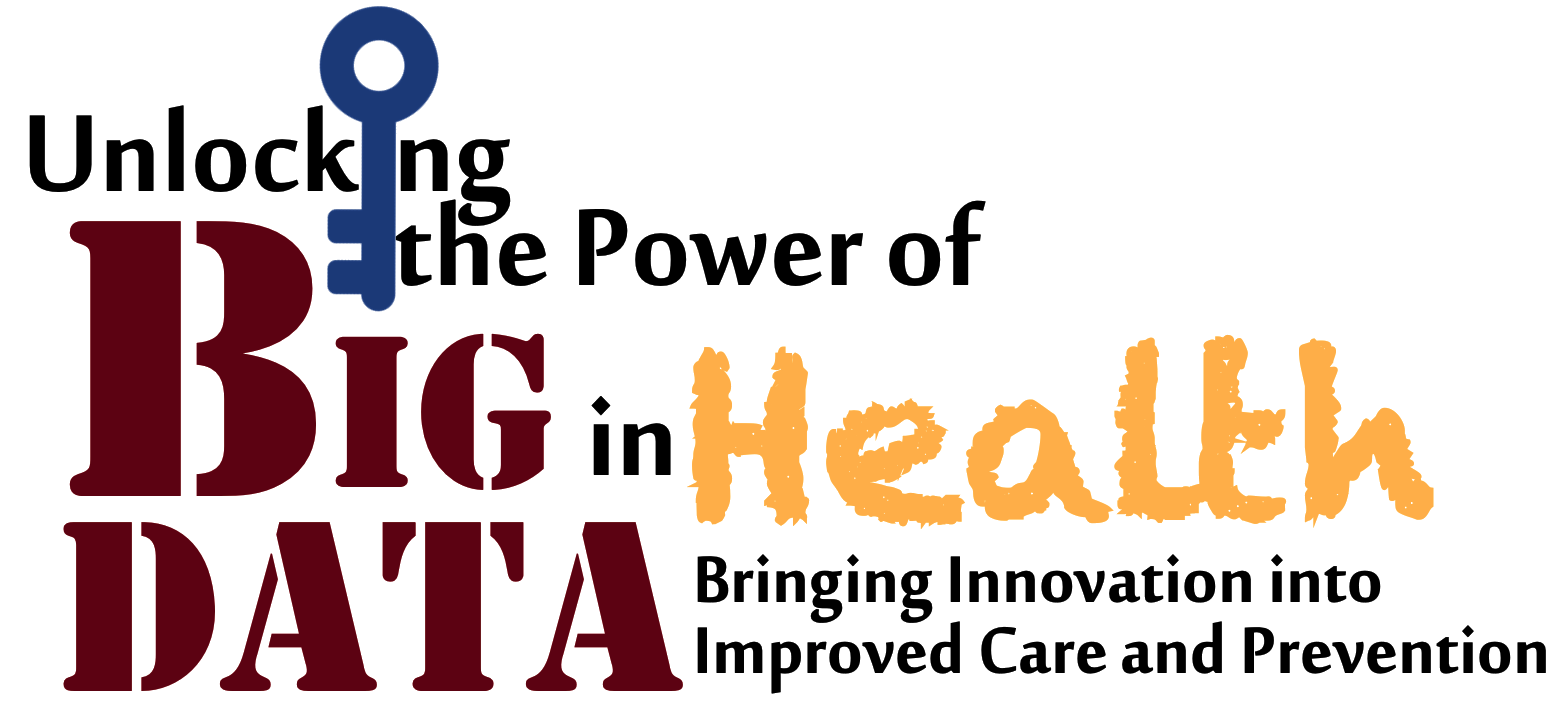 Unlocking
the Power of
BIG
in Health
DATA
Bringing Innovation into
Improved Care and Prevention